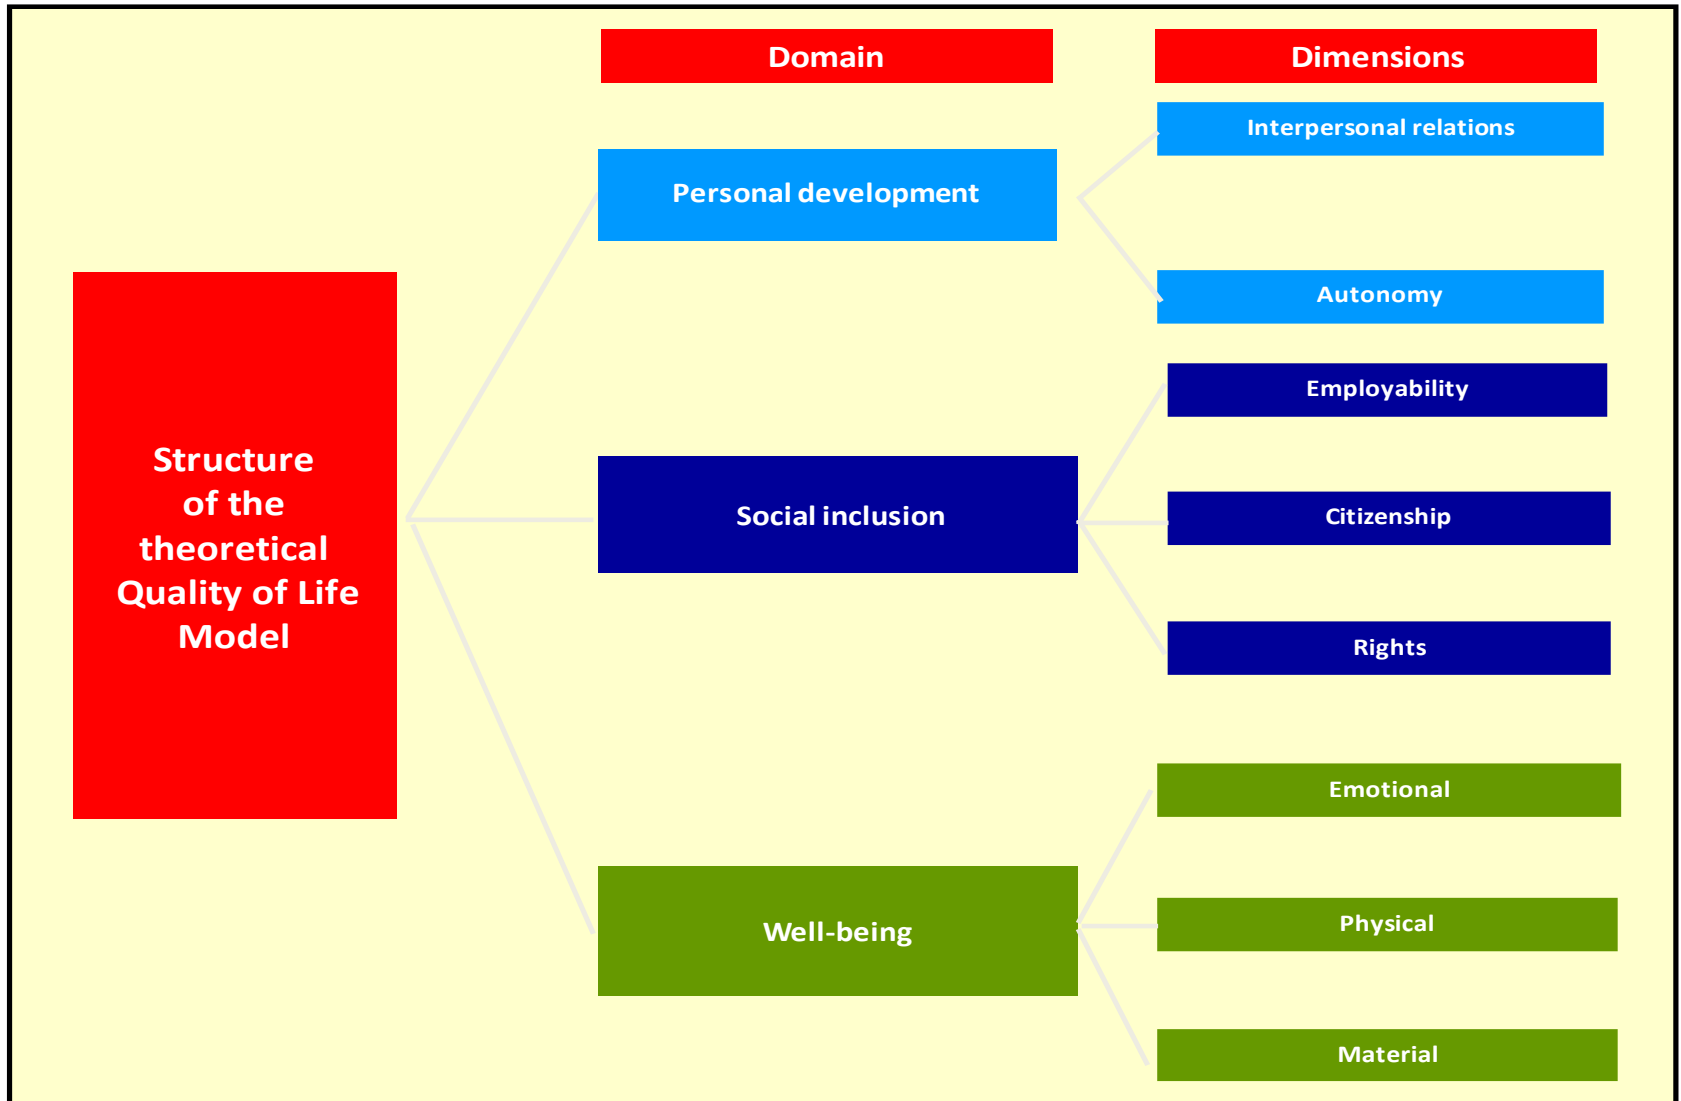 Domain
Dimensions
Interpersonal relations
Personal development
Autonomy
Employability
Structure
of the
theoretical
Quality of Life
Model
Social inclusion
Citizenship
Rights
Emotional
Well-being
Physical
Material